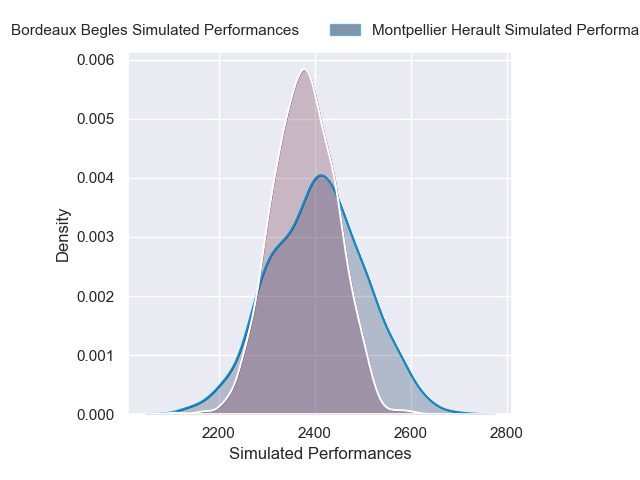 Bordeaux Begles Simulated Performances Montpellier Herault Simulated Performa
0.006
0.005
0.004
0.003
0.002
0.001
0.000
Density
2200 2400 2600 2800
Simulated Performances